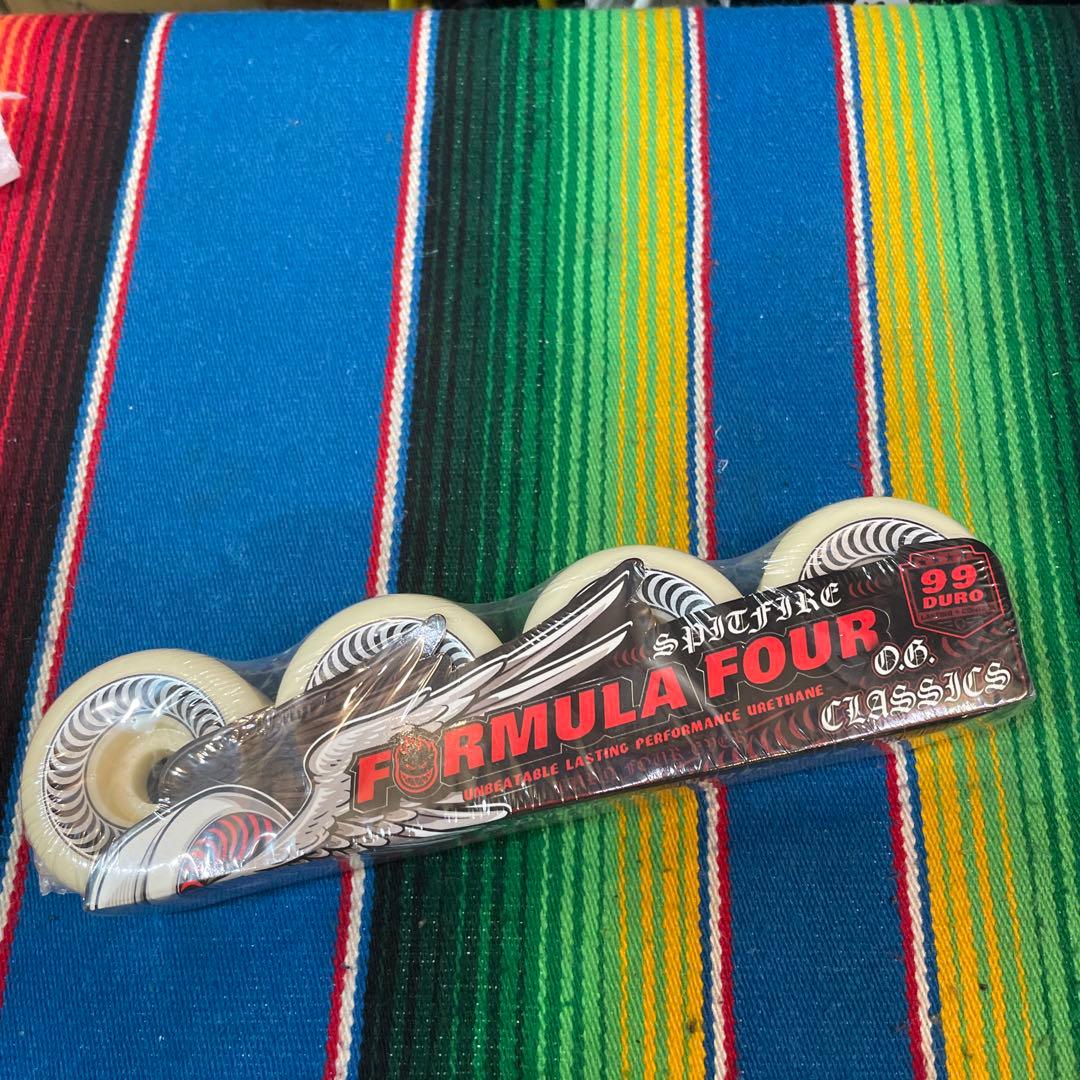 99
DURO
SPITFIRE
FORMULA FOUR
O.G.
CLASSICS
UNBEATABLE LASTING PERFORMANCE URETHANE